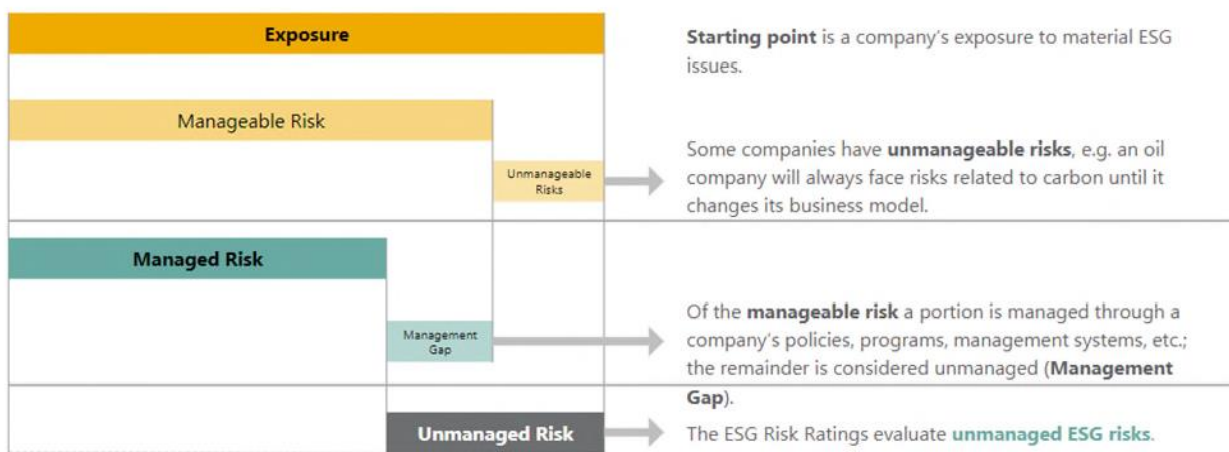 Exposure
Starting point is a company's exposure to material ESG
issues.
Manageable Risk
Unmanageable
Risks
Some companies have unmanageable risks, e.g. an oil
company will always face risks related to carbon until it
changes its business model.
Managed Risk
Management
Gap
Of the manageable risk a portion is managed through a
company's policies, programs, management systems, etc.;
the remainder is considered unmanaged (Management
Gap).
Unmanaged Risk
The ESG Risk Ratings evaluate unmanaged ESG risks.